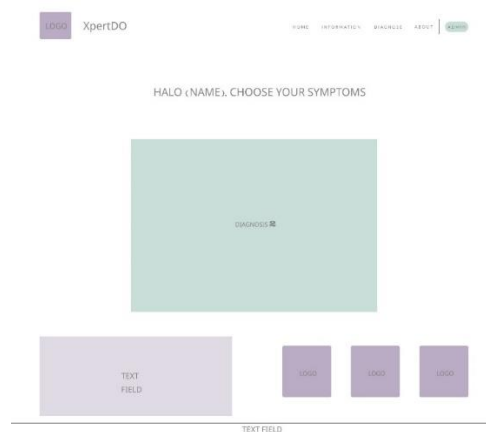 LOGO XpertDO HOME INFORMATION DIAGNOSIS ABOUT ADMIN
HALO (NAME), CHOOSE YOUR SYMPTOMS
DIAGNOSIS
TEXT
FIELD
LOGO LOGO LOGO
TEXT FIELD